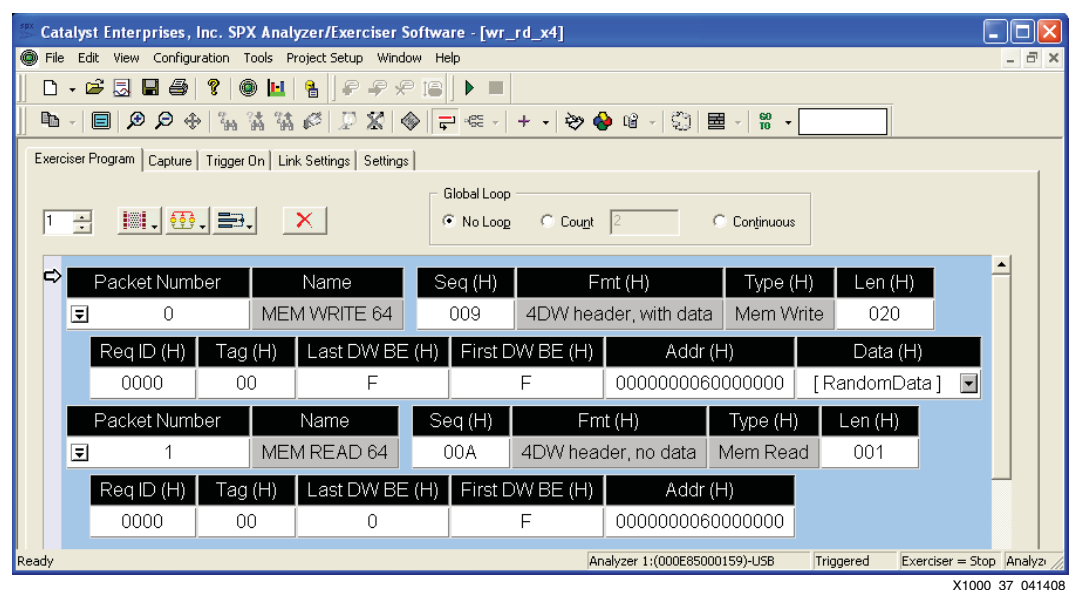 Catalyst Enterprises, Inc. SPX Analyzer/Exerciser Software - [wr_rd_x4]
File Edit View Configuration Tools Project Setup Window Help
GO TO
Exerciser Program Capture Trigger On Link Settings Settings
Global Loop
1 No Loop Count 2 Continuous
Packet Number Name Seq (H) Fmt (H) Type (H) Len (H)
0 MEM WRITE 64 009 4DW header, with data Mem Write 020
Req ID (H) Tag (H) Last DW BE (H) First DW BE (H) Addr (H) Data (H)
0000 00 F F 0000000060000000 [ RandomData ]
Packet Number Name Seq (H) Fmt (H) Type (H) Len (H)
1 MEM READ 64 00A 4DW header, no data Mem Read 001
Req ID (H) Tag (H) Last DW BE (H) First DW BE (H) Addr (H)
0000 00 0 F 0000000060000000
Ready Analyzer 1:(000E85000159)-USB Triggered Exerciser = Stop Analyz
X1000_37_041408